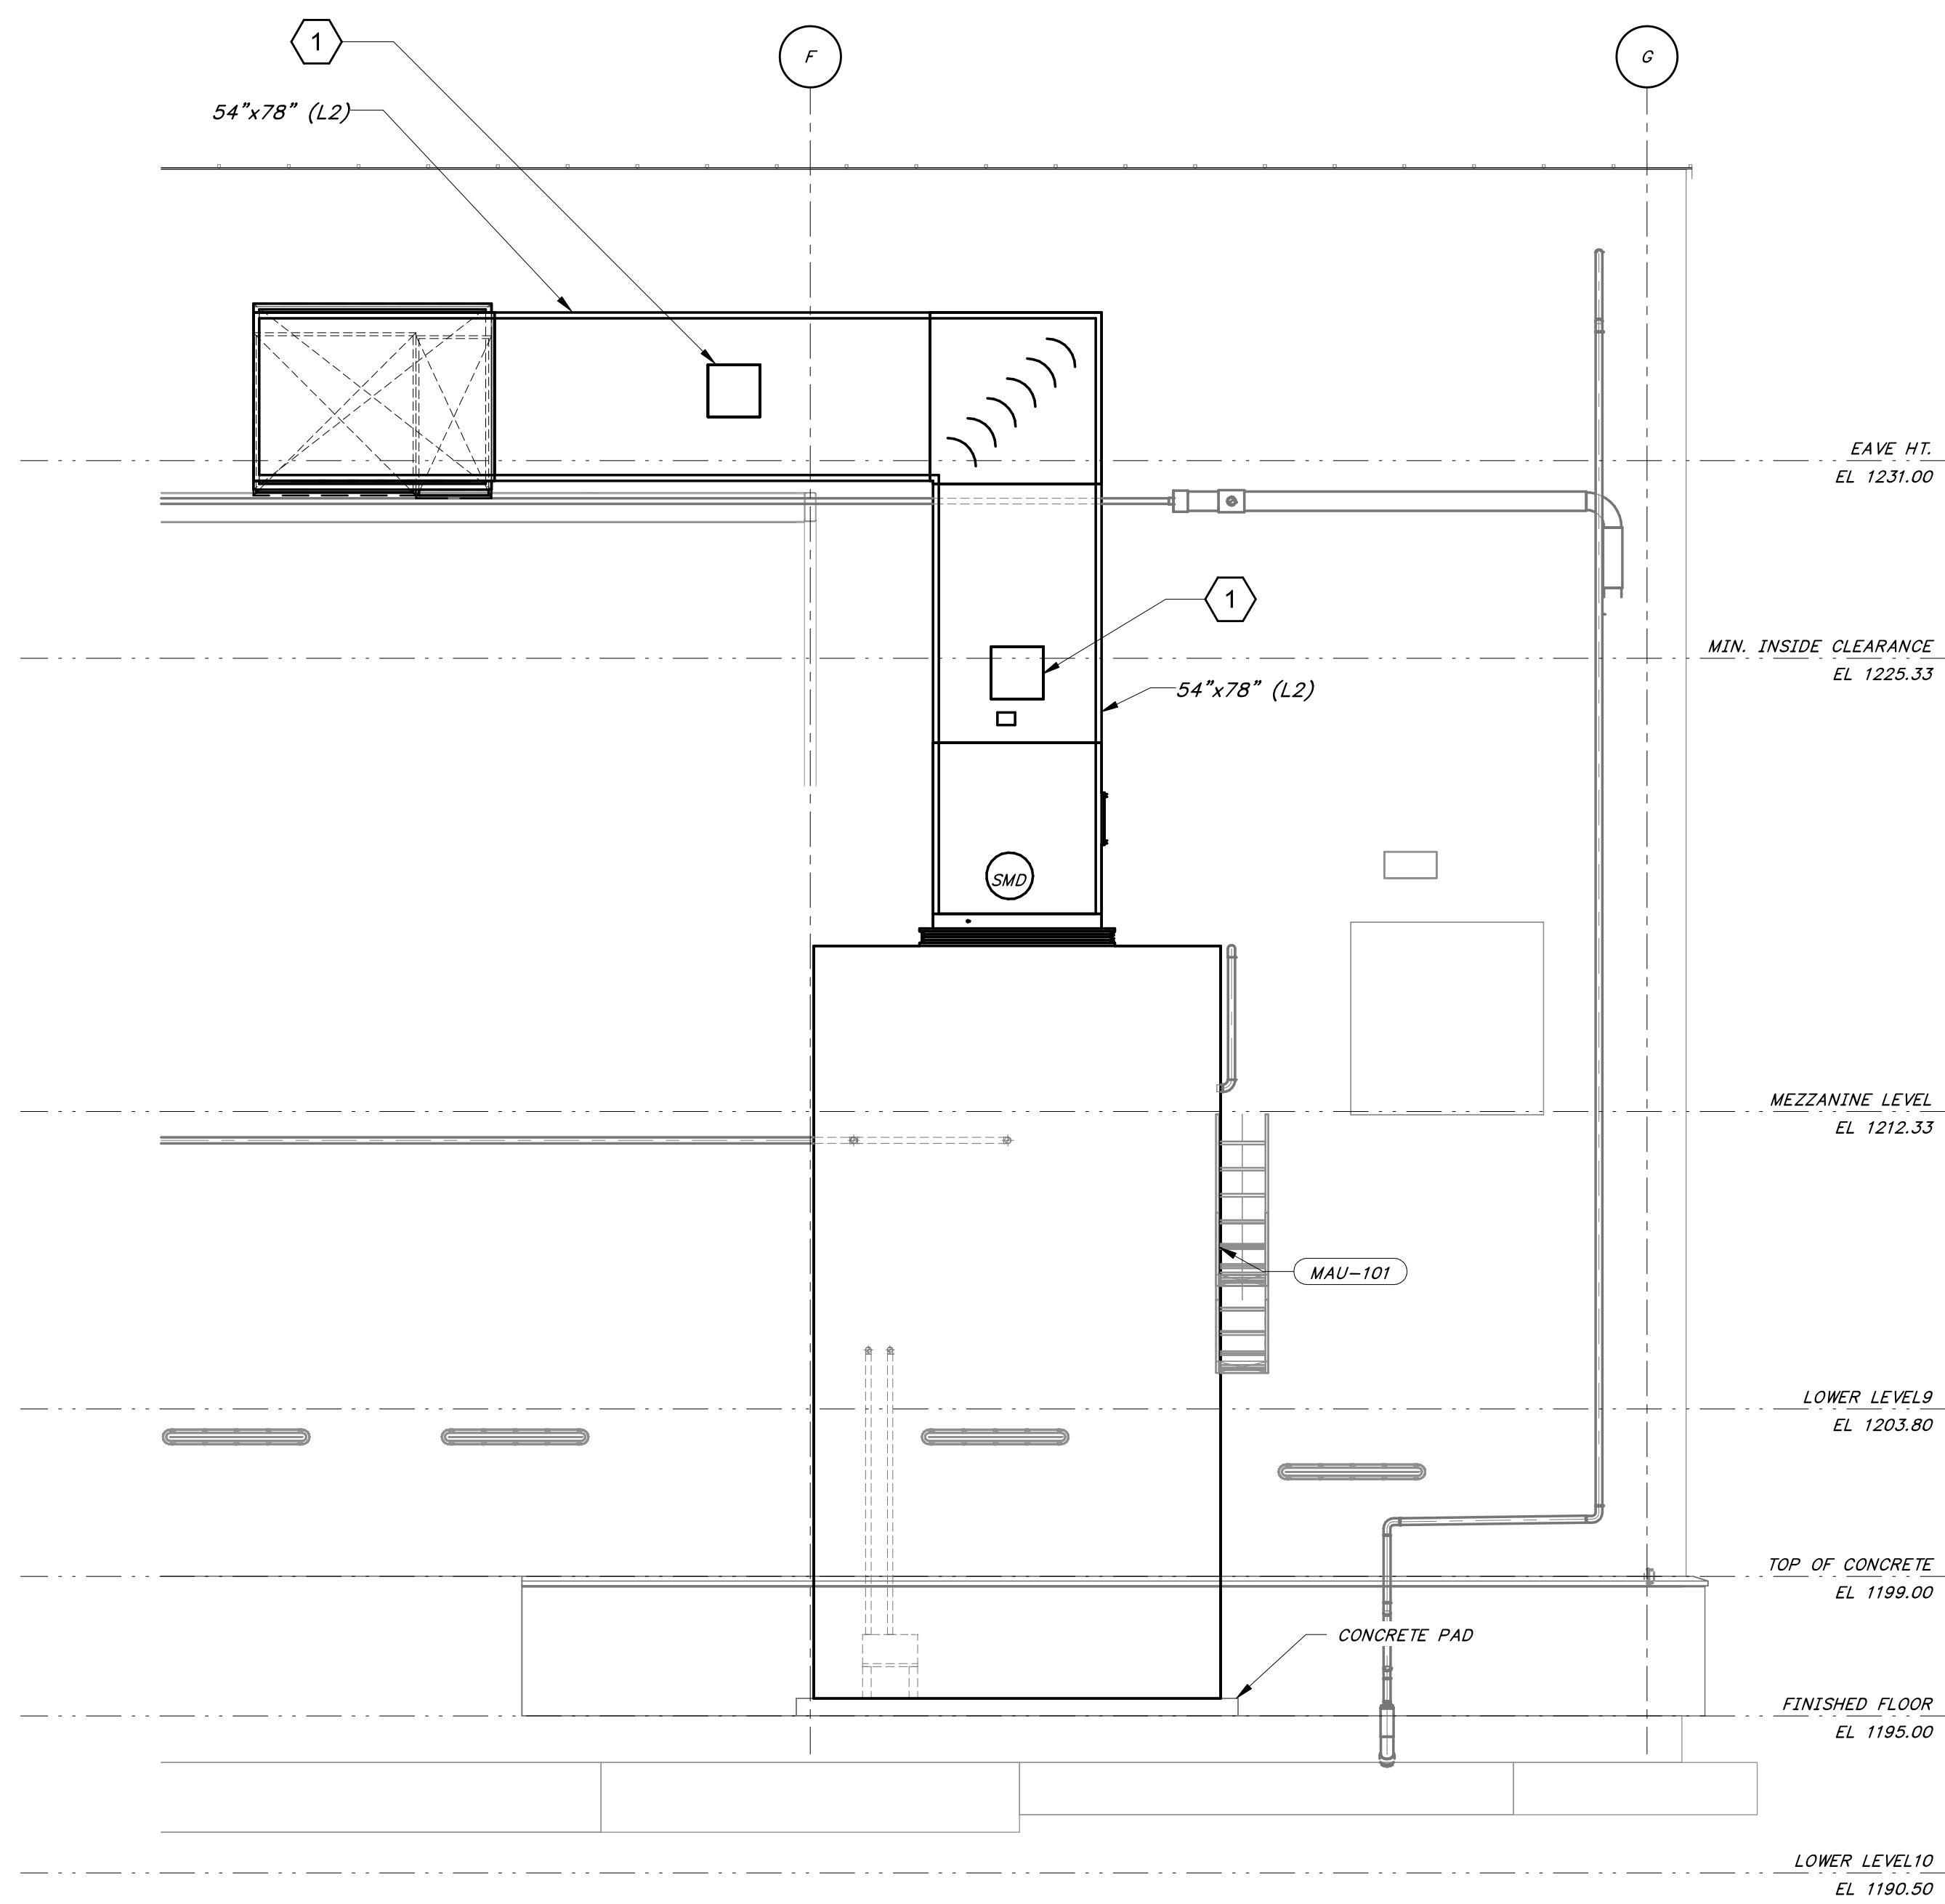 1
F
G
54"x78" (L2)
EAVE HT.
EL 1231.00
1
MIN. INSIDE CLEARANCE
EL 1225.33
54"x78" (L2)
SMD
MEZZANINE LEVEL
EL 1212.33
MAU-101
LOWER LEVEL9
EL 1203.80
TOP OF CONCRETE
EL 1199.00
CONCRETE PAD
FINISHED FLOOR
EL 1195.00
LOWER LEVEL10
EL 1190.50